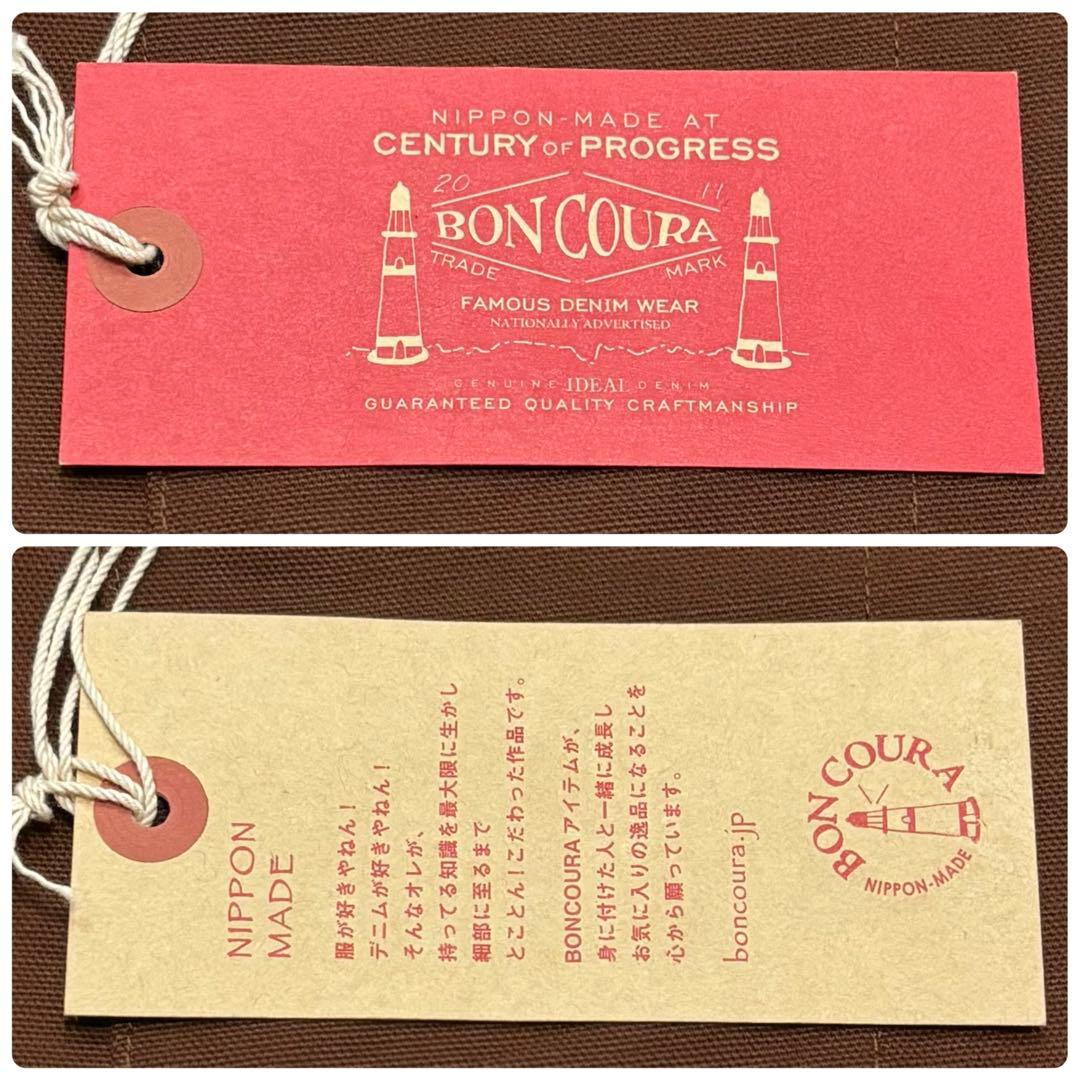 NIPPON-MADE AT
CENTURY OF PROGRESS
20 11
BONCOURA
TRADE MARK
FAMOUS DENIM WEAR
NATIONALLY ADVERTISED
GENUINE IDEAL DENIM
GUARANTEED QUALITY CRAFTMANSHIP
NIPPON
MADE
服が好きやねん!
デニムが好きやねん!
そんなオレが、
持ってる知識を最大限に生かし
細部に至るまで
とことん!こだわった作品です。
BONCOURAアイテムが、
身に付けた人と一緒に成長し
お気に入りの逸品になることを
心から願っています。
boncoura.jp
BONCOURA
NIPPON-MADE